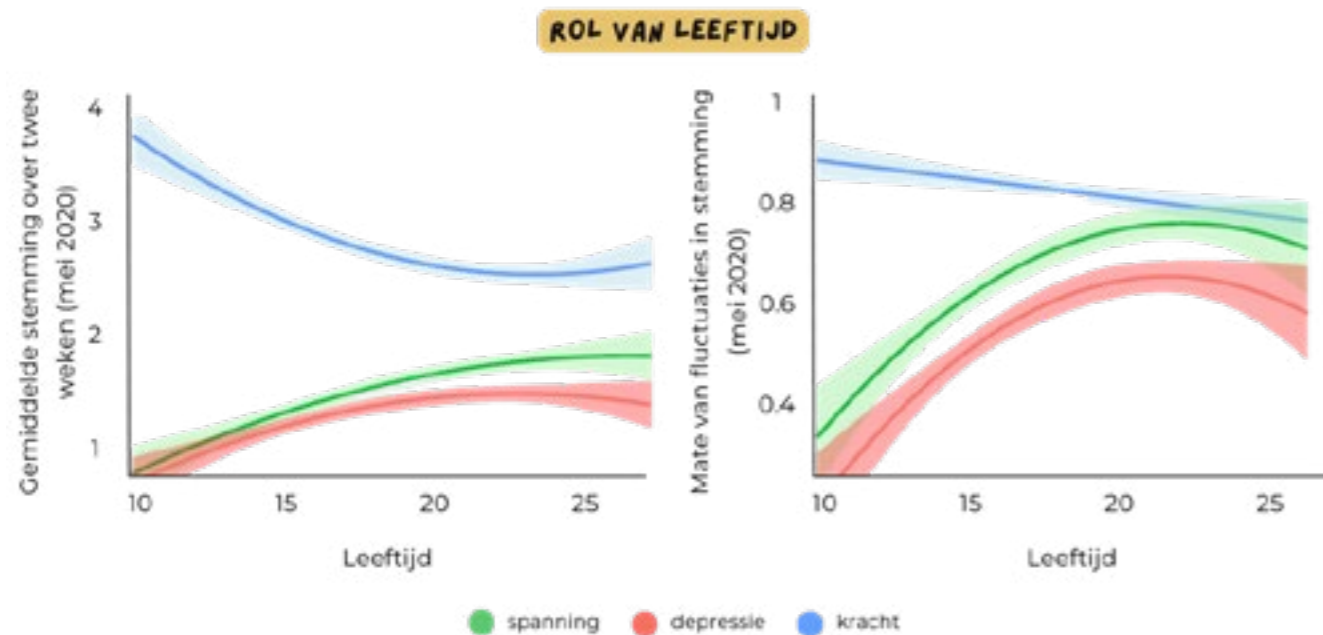 ROL VAN LEEFTIJD
Gemiddelde stemming over twee
weken (mei 2020)
4
3
2
1
10 15 20 25
Leeftijd
Mate van fluctuaties in stemming
(mei 2020)
1
0.8
0.6
0.4
10 15 20 25
Leeftijd
spanning depressie kracht